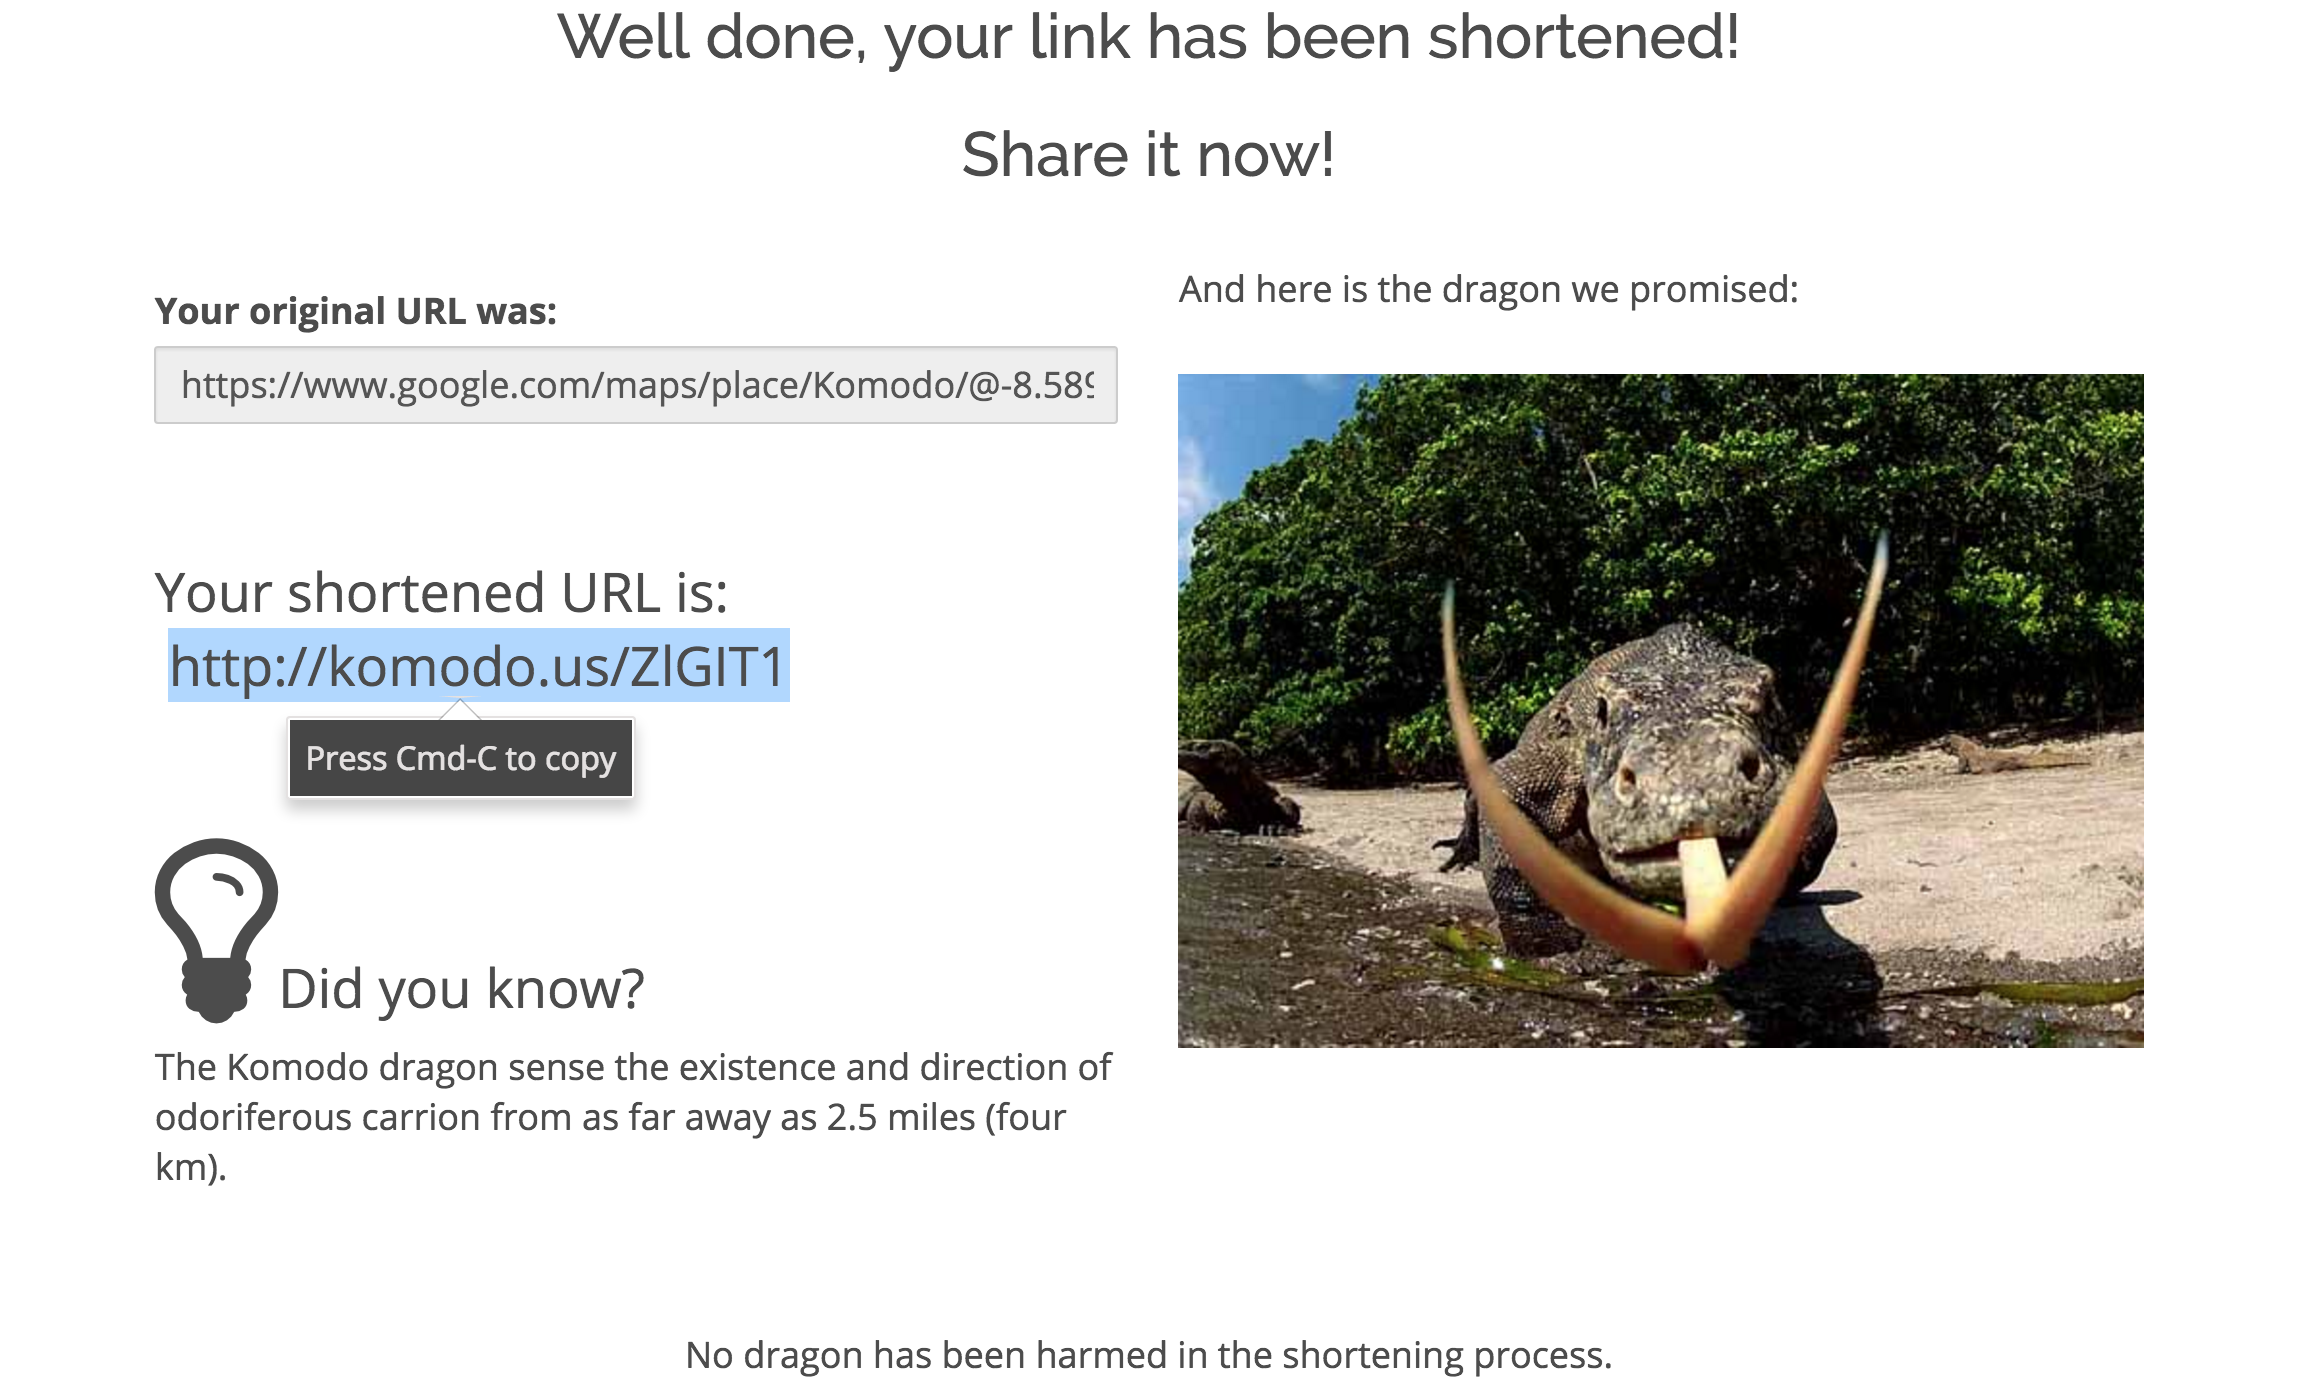 Well done, your link has been shortened!
Share it now!
Your original URL was:
https://www.google.com/maps/place/Komodo/@-8.589
And here is the dragon we promised:
Your shortened URL is:
http://komodo.us/ZlGIT1
Press Cmd-C to copy
Did you know?
The Komodo dragon sense the existence and direction of
odoriferous carrion from as far away as 2.5 miles (four
km).
No dragon has been harmed in the shortening process.